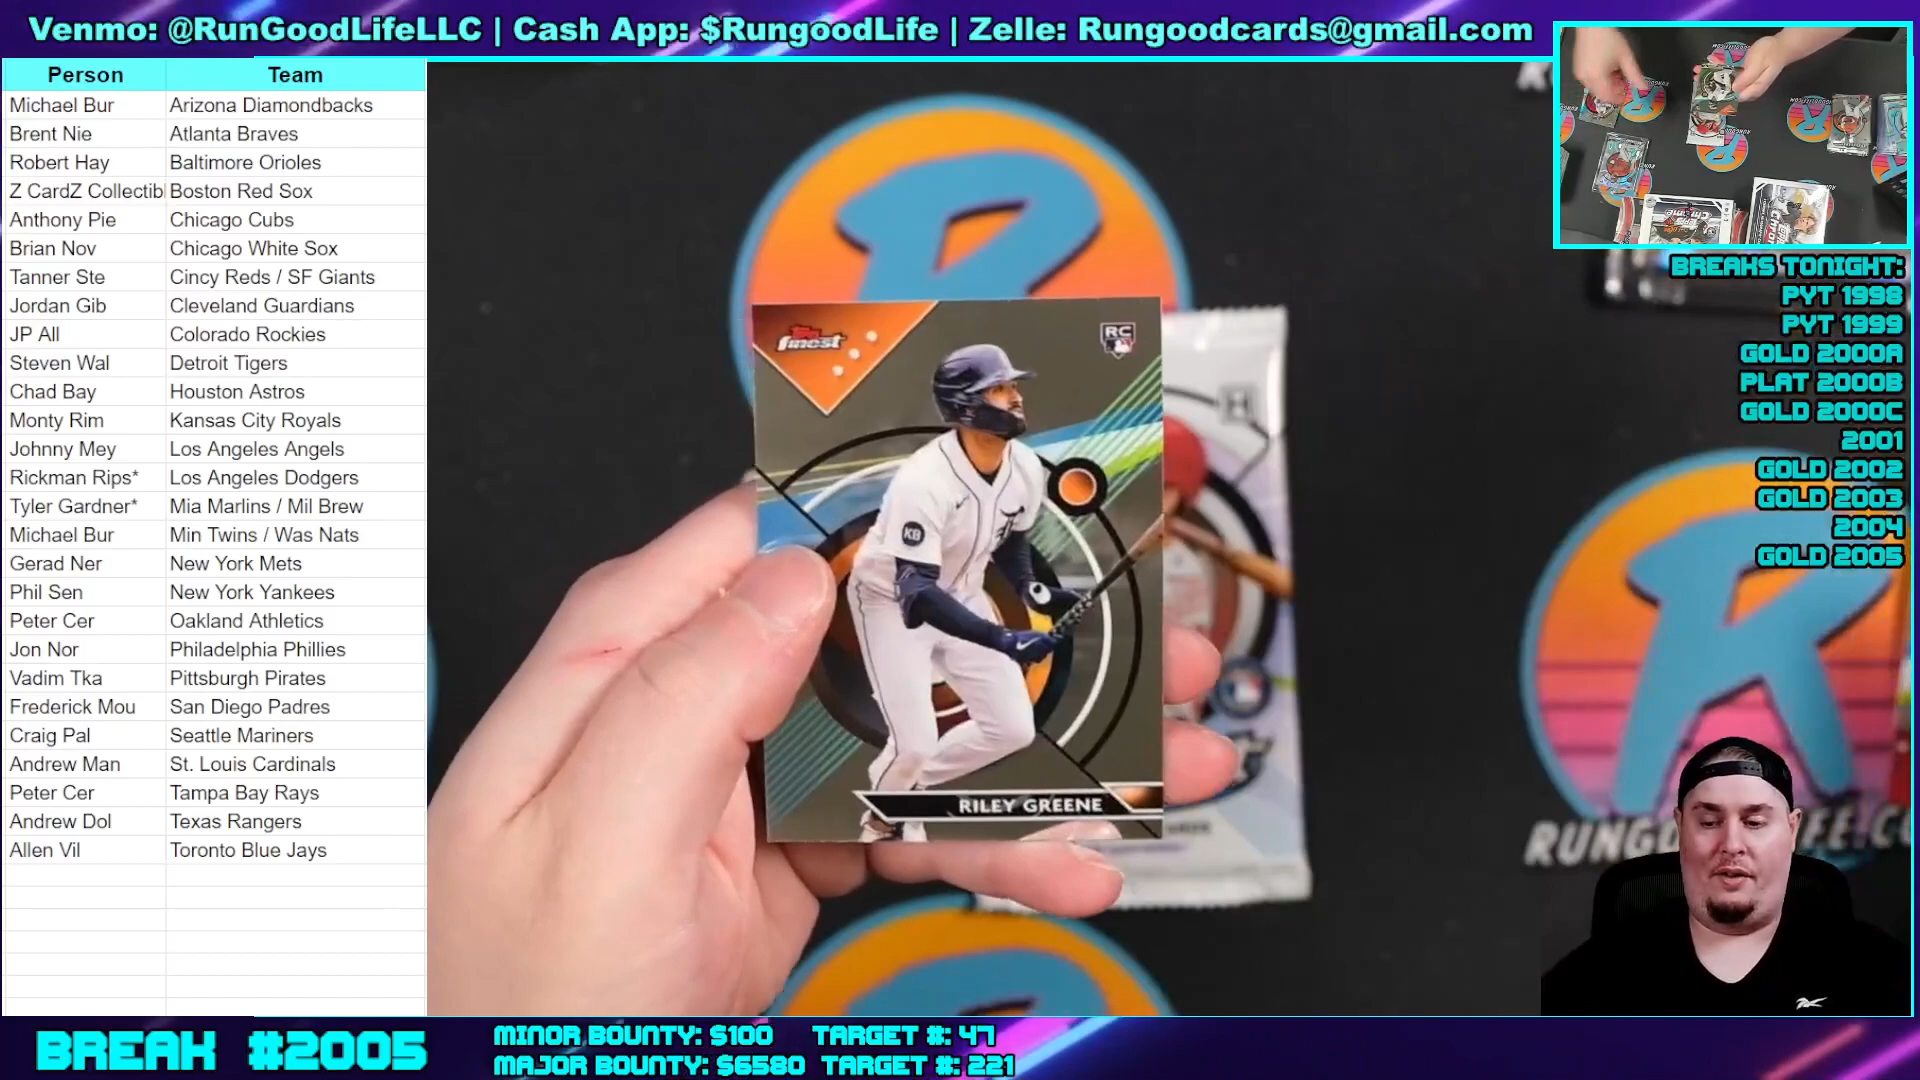 Venmo: @RunGoodLifeLLC | Cash App: $RungoodLife | Zelle: Rungoodcards@gmail.com
Person Team
Michael Bur Arizona Diamondbacks
Brent Nie Atlanta Braves
Robert Hay Baltimore Orioles
Z CardZ Collectibl Boston Red Sox
Anthony Pie Chicago Cubs
Brian Nov Chicago White Sox
Tanner Ste Cincy Reds / SF Giants
Jordan Gib Cleveland Guardians
JP All Colorado Rockies
Steven Wal Detroit Tigers
Chad Bay Houston Astros
Monty Rim Kansas City Royals
Johnny Mey Los Angeles Angels
Rickman Rips* Los Angeles Dodgers
Tyler Gardner* Mia Marlins / Mil Brew
Michael Bur Min Twins / Was Nats
Gerad Ner New York Mets
Phil Sen New York Yankees
Peter Cer Oakland Athletics
Jon Nor Philadelphia Phillies
Vadim Tka Pittsburgh Pirates
Frederick Mou San Diego Padres
Craig Pal Seattle Mariners
Andrew Man St. Louis Cardinals
Peter Cer Tampa Bay Rays
Andrew Dol Texas Rangers
Allen Vil Toronto Blue Jays
Topps
finest
RC
KB
RILEY GREENE
BREAKS TONIGHT:
PYT 1998
PYT 1999
GOLD 2000A
PLAT 2000B
GOLD 2000C
2001
GOLD 2002
GOLD 2003
2004
GOLD 2005
BREAK #2005
MINOR BOUNTY: $100 TARGET #: 47
MAJOR BOUNTY: $6580 TARGET #: 221